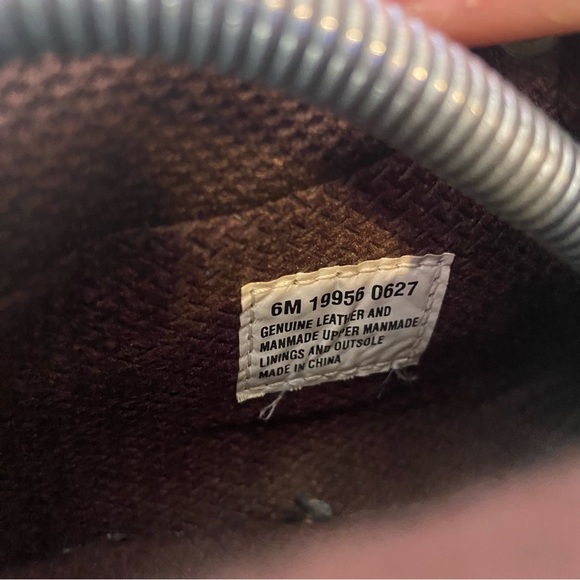 6M 19956 0627
GENUINE LEATHER AND
MANMADE UPPER MANMADE
LININGS AND OUTSOLE
MADE IN CHINA